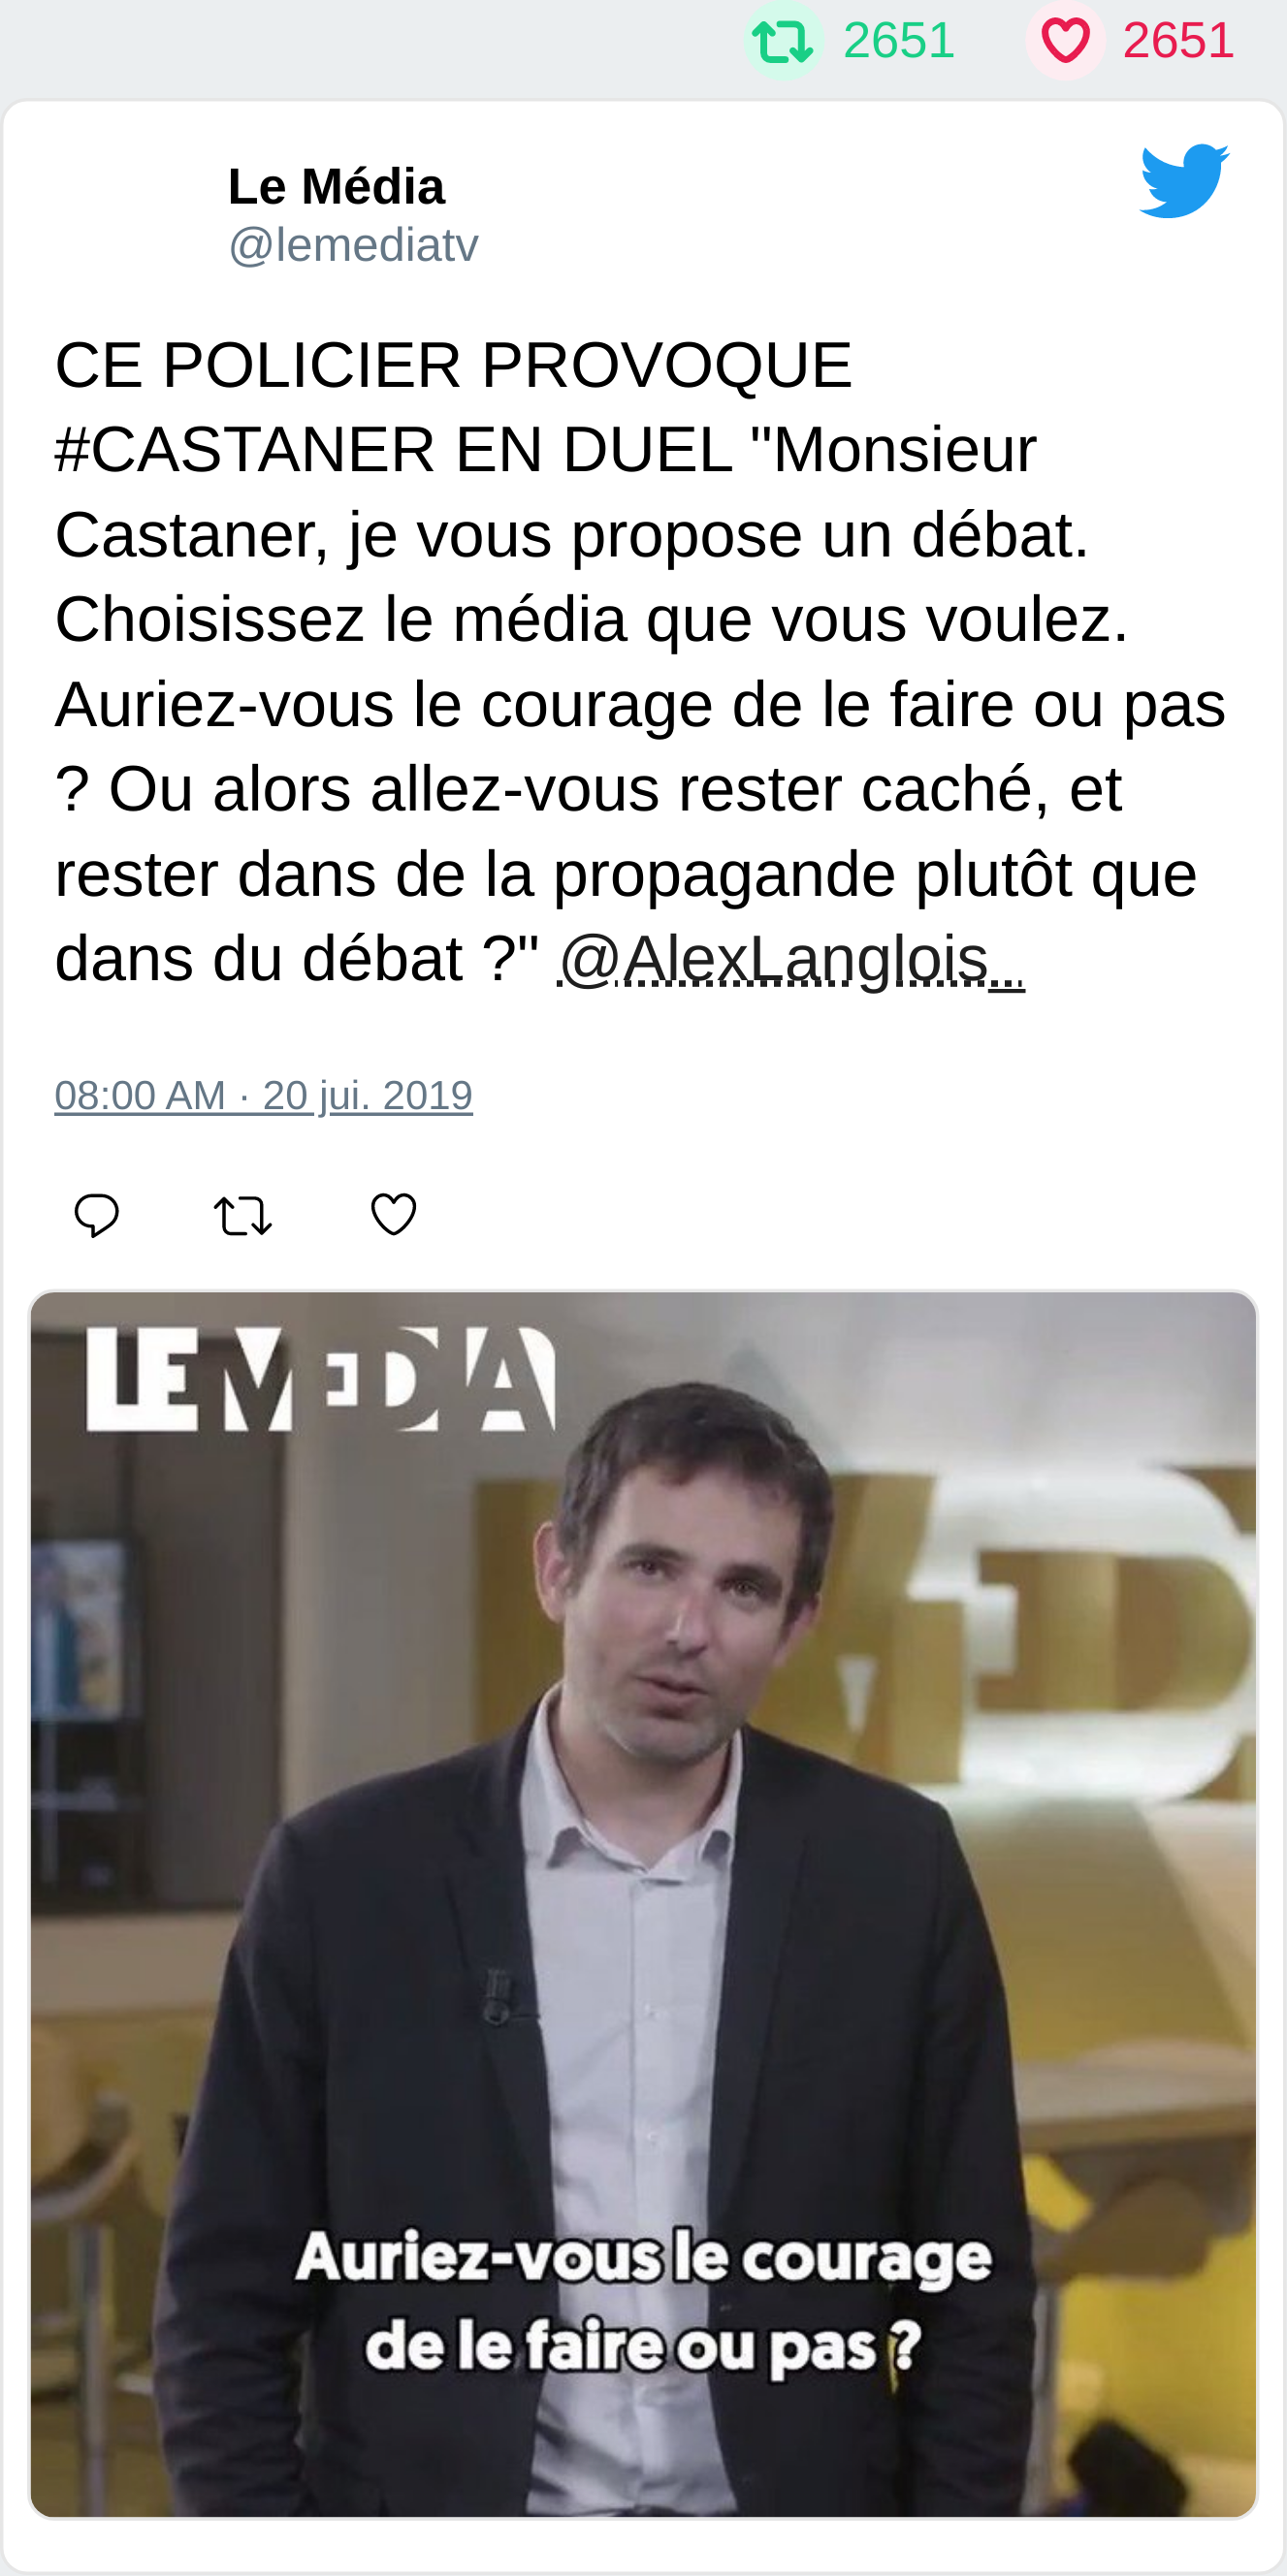 2651 2651
Le Média
@lemediatv
CE POLICIER PROVOQUE
#CASTANER EN DUEL "Monsieur
Castaner, je vous propose un débat.
Choisissez le média que vous voulez.
Auriez-vous le courage de le faire ou pas
? Ou alors allez-vous rester caché, et
rester dans de la propagande plutôt que
dans du débat ?" @AlexLanglois_
08:00 AM · 20 jui. 2019
LE MEDIA
Auriez-vous le courage
de le faire ou pas ?